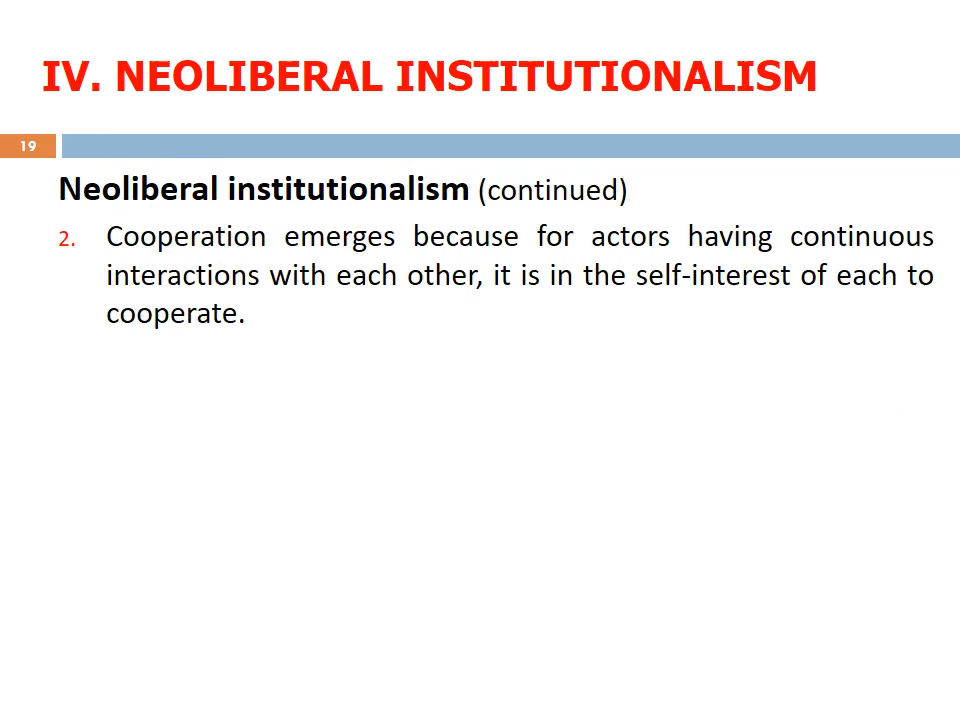 IV. NEOLIBERAL INSTITUTIONALISM
19
Neoliberal institutionalism (continued)
2. Cooperation emerges because for actors having continuous
interactions with each other, it is in the self-interest of each to
cooperate.